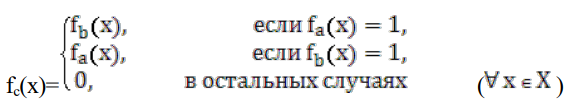 f_b(x), если f_a(x) = 1,
f_a(x), если f_b(x) = 1,
f_c(x)= { 0, в остальных случаях (∀ x ∈ X )